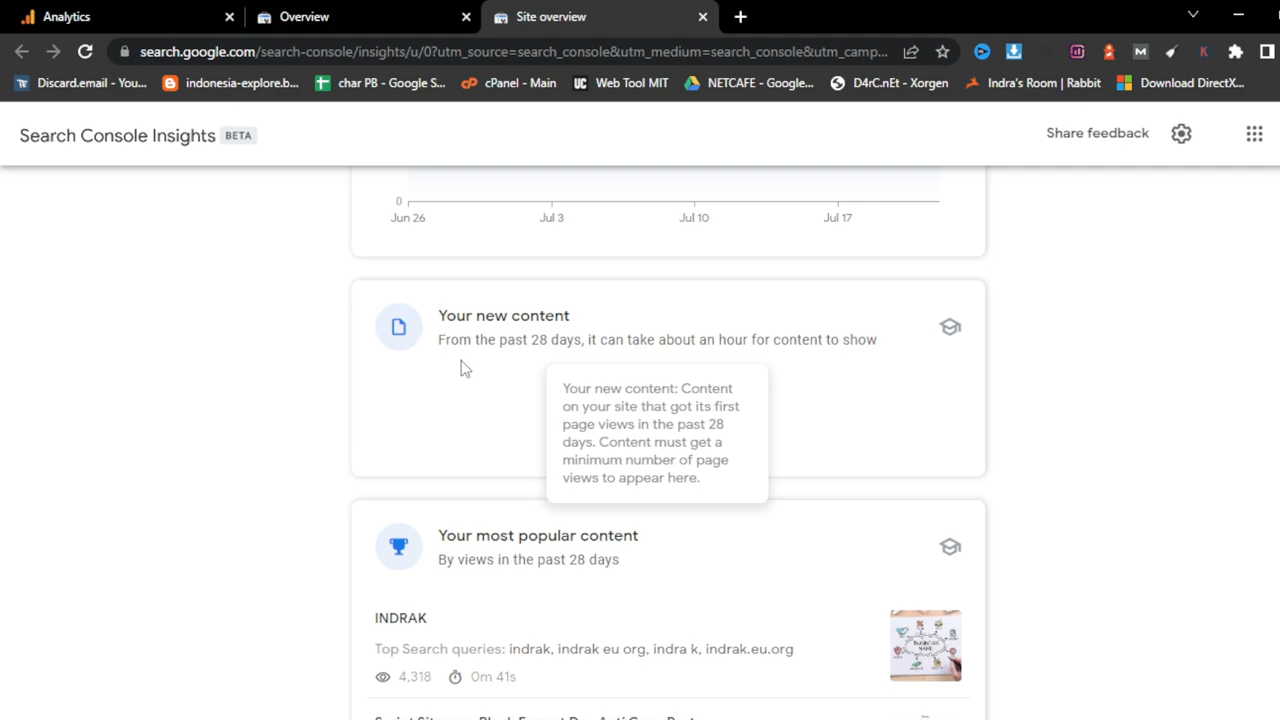 Analytics
Overview
Site overview
search.google.com/search-console/insights/u/0?utm_source=search_console&utm_medium=search_console&utm_camp...
Discard.email - You...
indonesia-explore.b...
char PB - Google S...
cPanel - Main
UC Web Tool MIT
NETCAFE - Google...
D4rC.nEt - Xorgen
Indra's Room | Rabbit
Download DirectX...
Search Console Insights BETA
Share feedback
0
Jun 26 Jul 3 Jul 10 Jul 17
Your new content
From the past 28 days, it can take about an hour for content to show
Your new content: Content
on your site that got its first
page views in the past 28
days. Content must get a
minimum number of page
views to appear here.
Your most popular content
By views in the past 28 days
INDRAK
Top Search queries: indrak, indrak eu org, indra k, indrak.eu.org
4,318 0m 41s